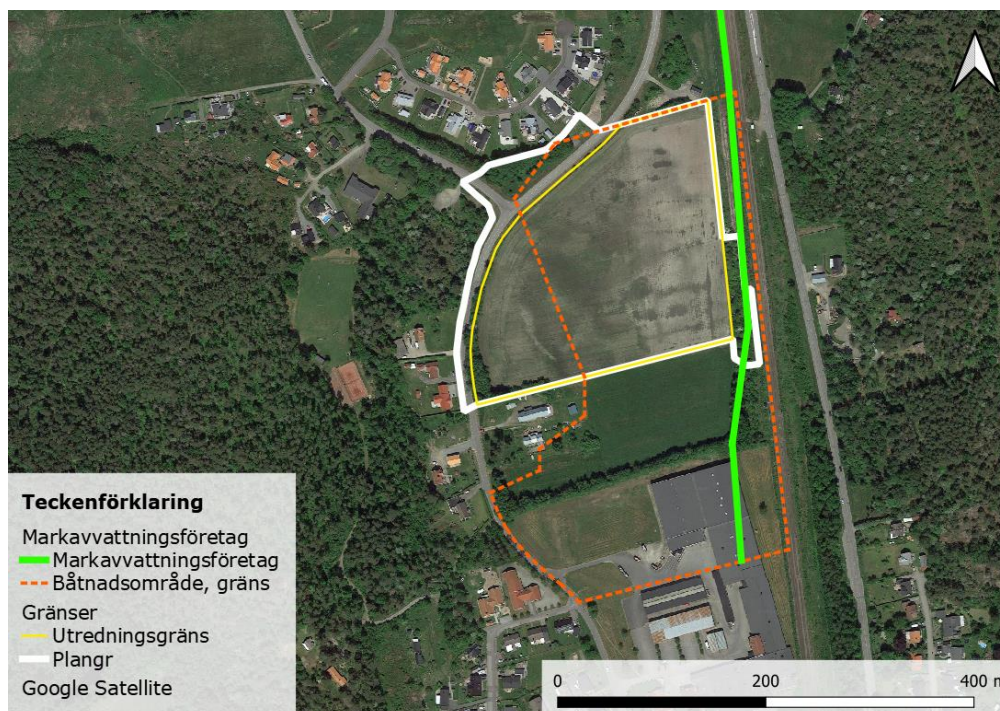 Teckenförklaring
Markavvattningsföretag
Markavvattningsföretag
Båtnadsområde, gräns
Gränser
Utredningsgräns
Plangr
Google Satellite
0 200 400 m